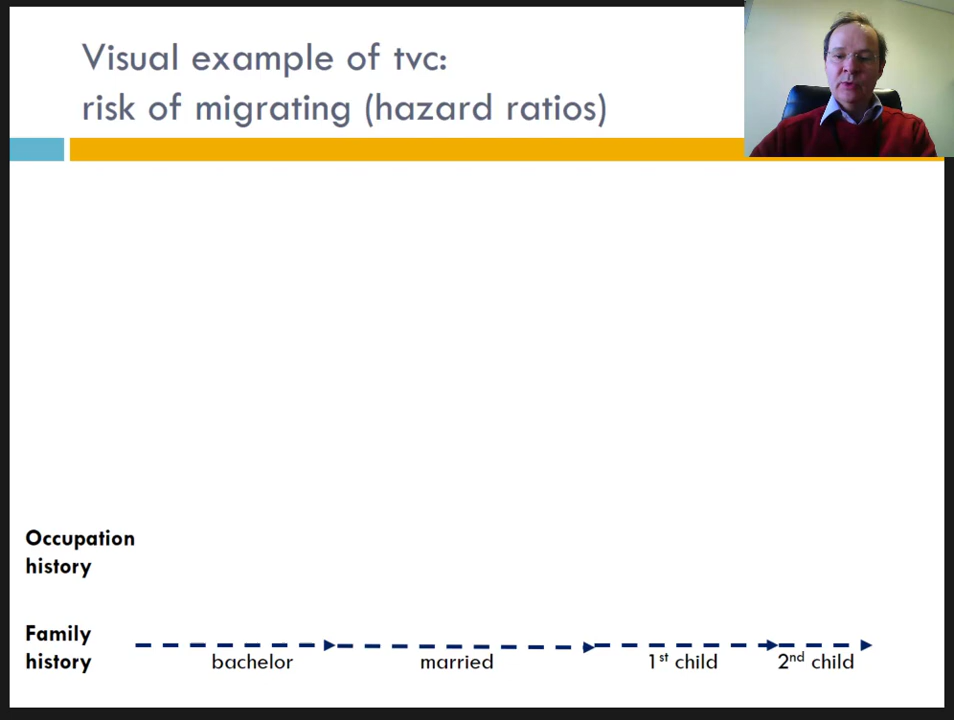 Visual example of tvc:
risk of migrating (hazard ratios)
Occupation
history
Family
history
bachelor married 1st child 2nd child